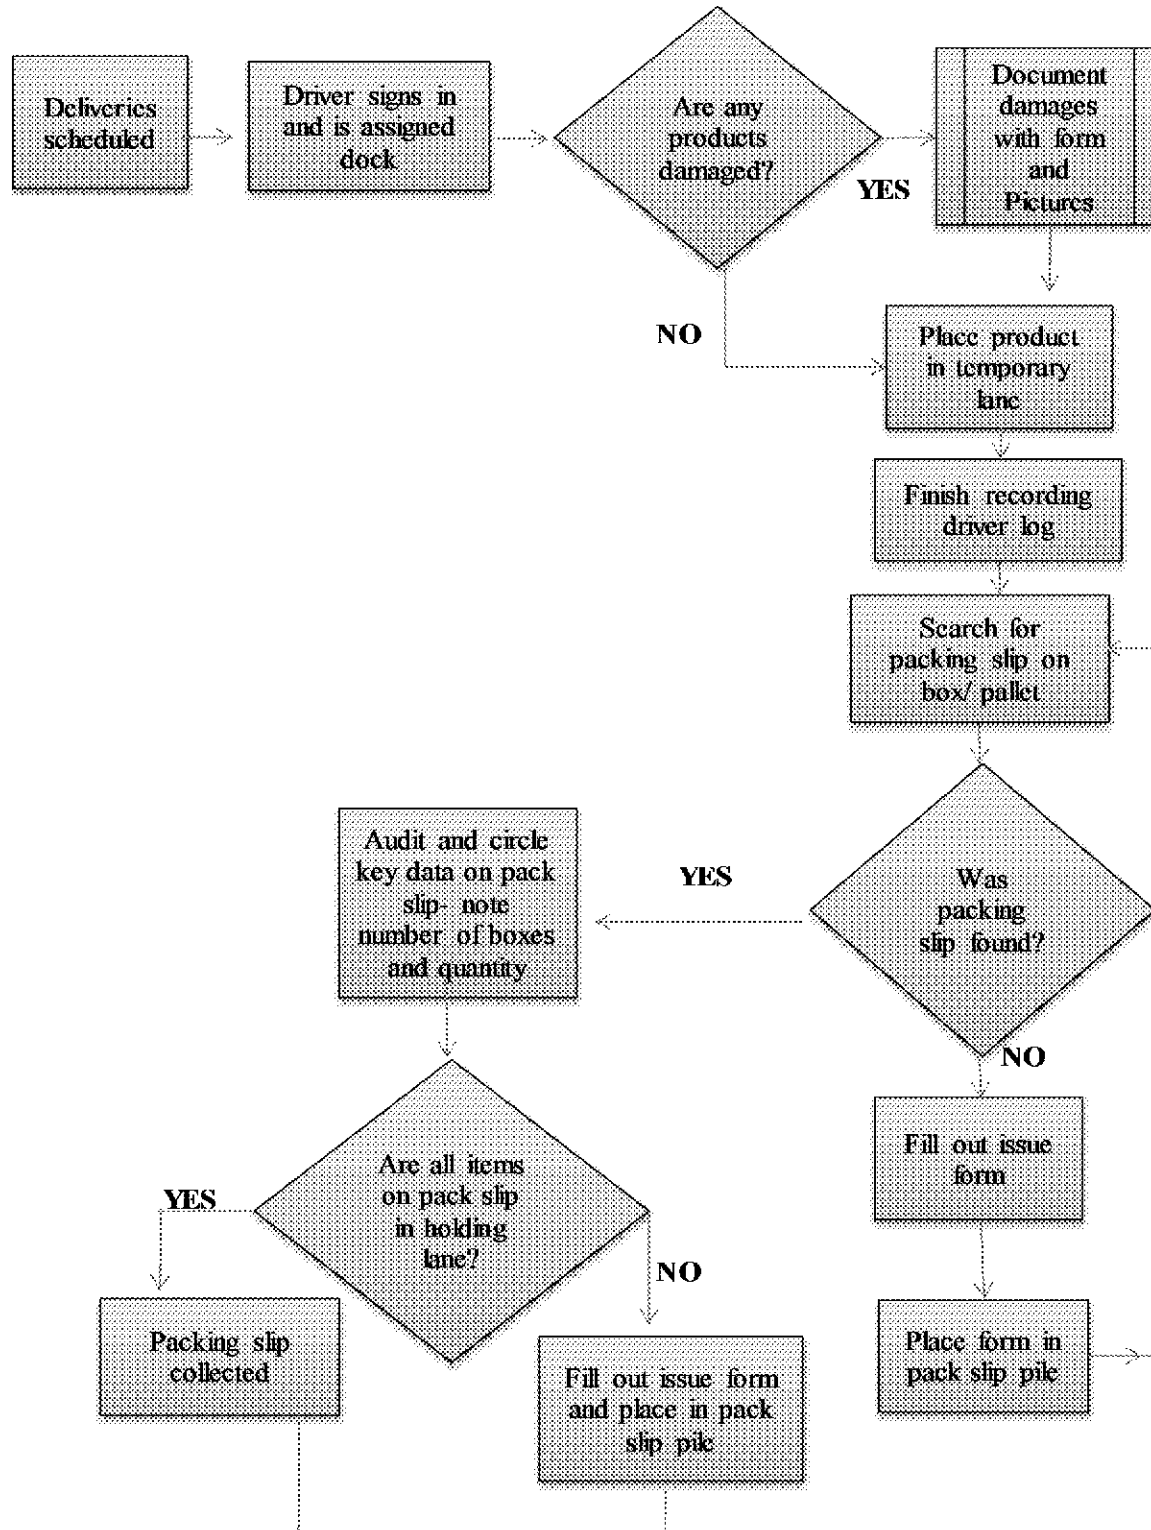 Deliveries
scheduled
Driver signs in
and is assigned
dock
Are any
products
damaged?
YES
Document
damages
with form
and
Pictures
NO
Place product
in temporary
lane
Finish recording
driver log
Search for
packing slip on
box/ pallet
Was
packing
slip found?
YES
Audit and circle
key data on pack
slip- note
number of boxes
and quantity
NO
Fill out issue
form
Place form in
pack slip pile
Are all items
on pack slip
in holding
lane?
YES
Packing slip
collected
NO
Fill out issue form
and place in pack
slip pile